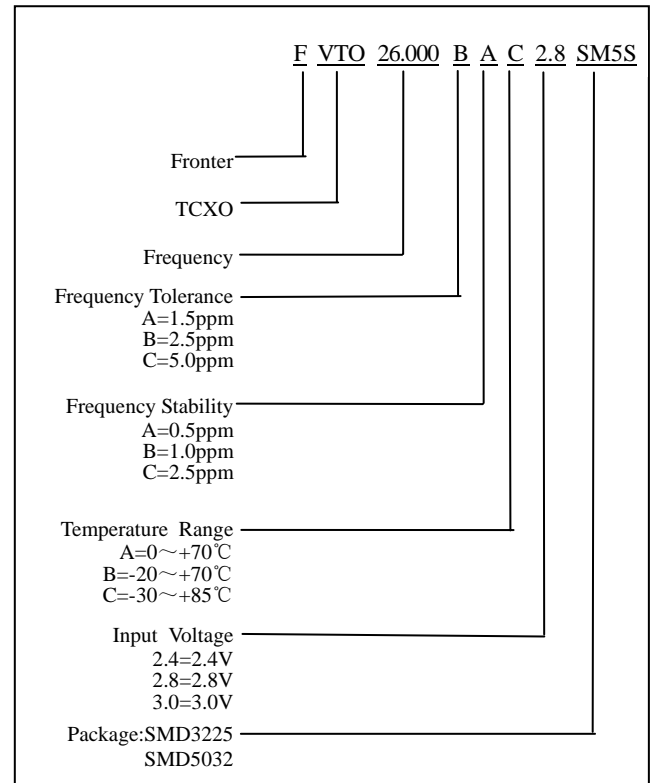 F VTO 26.000 B A C 2.8 SM5S
Fronter
TCXO
Frequency
Frequency Tolerance
A=1.5ppm
B=2.5ppm
C=5.0ppm
Frequency Stability
A=0.5ppm
B=1.0ppm
C=2.5ppm
Temperature Range
A=0～+70℃
B=-20～+70℃
C=-30～+85℃
Input Voltage
2.4=2.4V
2.8=2.8V
3.0=3.0V
Package:SMD3225
SMD5032